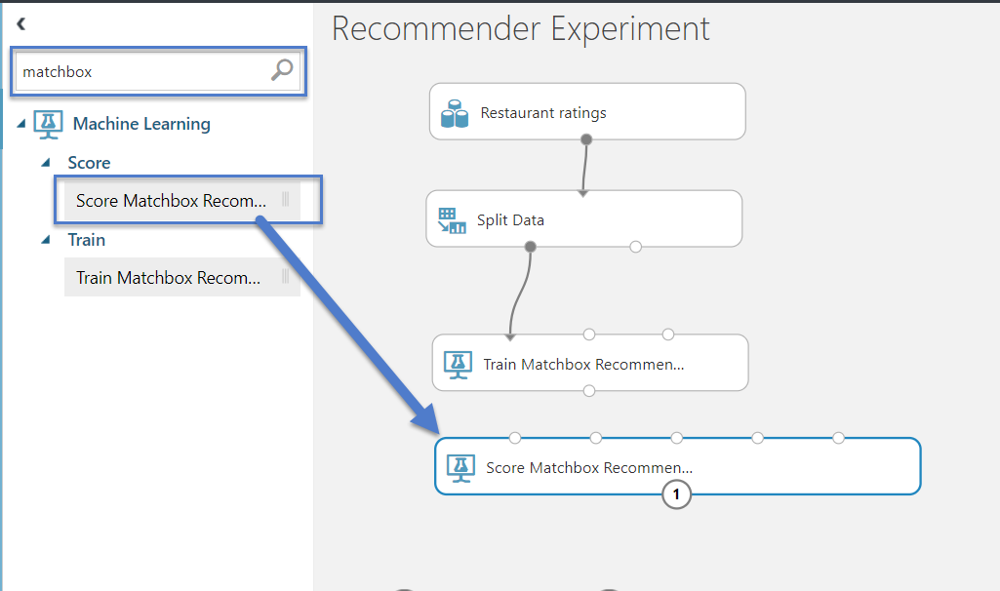 Recommender Experiment
matchbox
Machine Learning
Score
Score Matchbox Recom...
Train
Train Matchbox Recom...
Restaurant ratings
Split Data
Train Matchbox Recommen...
Score Matchbox Recommen...
1